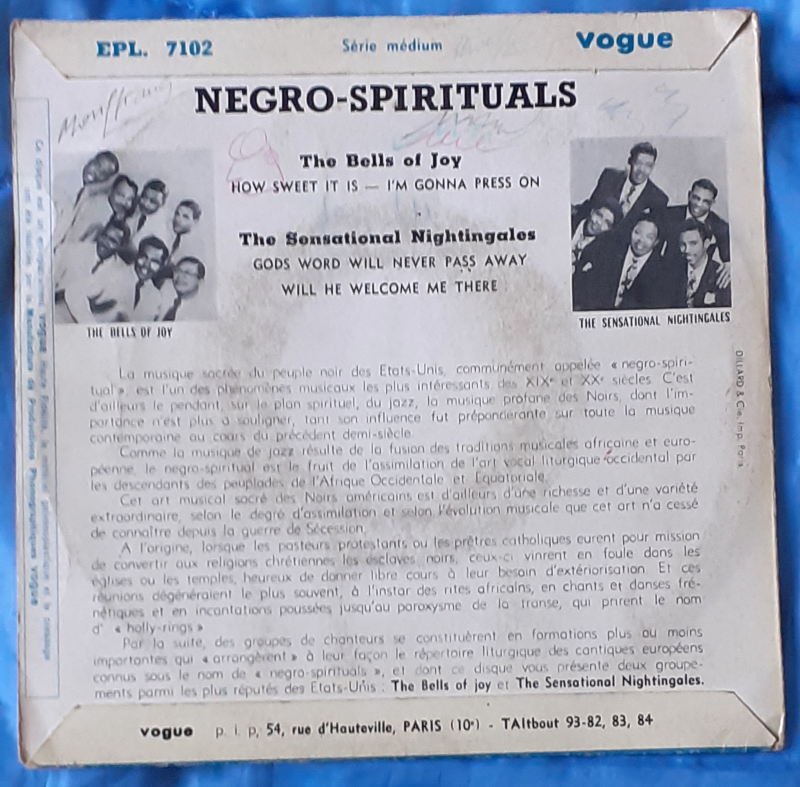 EPL. 7102 Série médium vogue
NEGRO-SPIRITUALS
The Bells of Joy
HOW SWEET IT IS — I'M GONNA PRESS ON
The Sensational Nightingales
GODS WORD WILL NEVER PASS AWAY
WILL HE WELCOME ME THERE
THE BELLS OF JOY
THE SENSATIONAL NIGHTINGALES
La musique sacrée du peuple noir des Etats-Unis, communément appelée « negro-spiri-
tual », est l'un des phénomènes musicaux les plus intéressants des XIXe et XXe siècles. C'est
d'ailleurs le pendant, sur le plan spirituel, du jazz, la musique profane des Noirs, dont l'im-
portance n'est plus à souligner, tant son influence fut prépondérante sur toute la musique
contemporaine au cours du précédent demi-siècle.
Comme la musique de jazz résulte de la fusion des traditions musicales africaine et euro-
péenne, le negro-spiritual est le fruit de l'assimilation de l'art vocal liturgique occidental par
les descendants des peuplades de l'Afrique Occidentale et Equatoriale.
Cet art musical sacré des Noirs américains est d'ailleurs d'une richesse et d'une variété
extraordinaire, selon le degré d'assimilation et selon l'évolution musicale que cet art n'a cessé
de connaître depuis la guerre de Sécession.
A l'origine, lorsque les pasteurs protestants ou les prêtres catholiques eurent pour mission
de convertir aux religions chrétiennes les esclaves noirs, ceux-ci vinrent en foule dans les
églises ou les temples, heureux de donner libre cours à leur besoin d'extériorisation. Et ces
réunions dégénéraient le plus souvent, à l'instar des rites africains, en chants et danses fré-
nétiques et en incantations poussées jusqu'au paroxysme de la transe, qui prirent le nom
d' « holly-rings »
Par la suite, des groupes de chanteurs se constituèrent en formations plus ou moins
importantes qui « arrangèrent » à leur façon le répertoire liturgique des cantiques européens
connus sous le nom de « negro-spirituals », et dont ce disque vous présente deux groupe-
ments parmi les plus réputés des Etats-Unis : The Bells of joy et The Sensational Nightingales.
DILLARD & Cie. Imp. Paris
vogue p. i. p, 54, rue d'Hauteville, PARIS (10e) - TAItbout 93-82, 83, 84